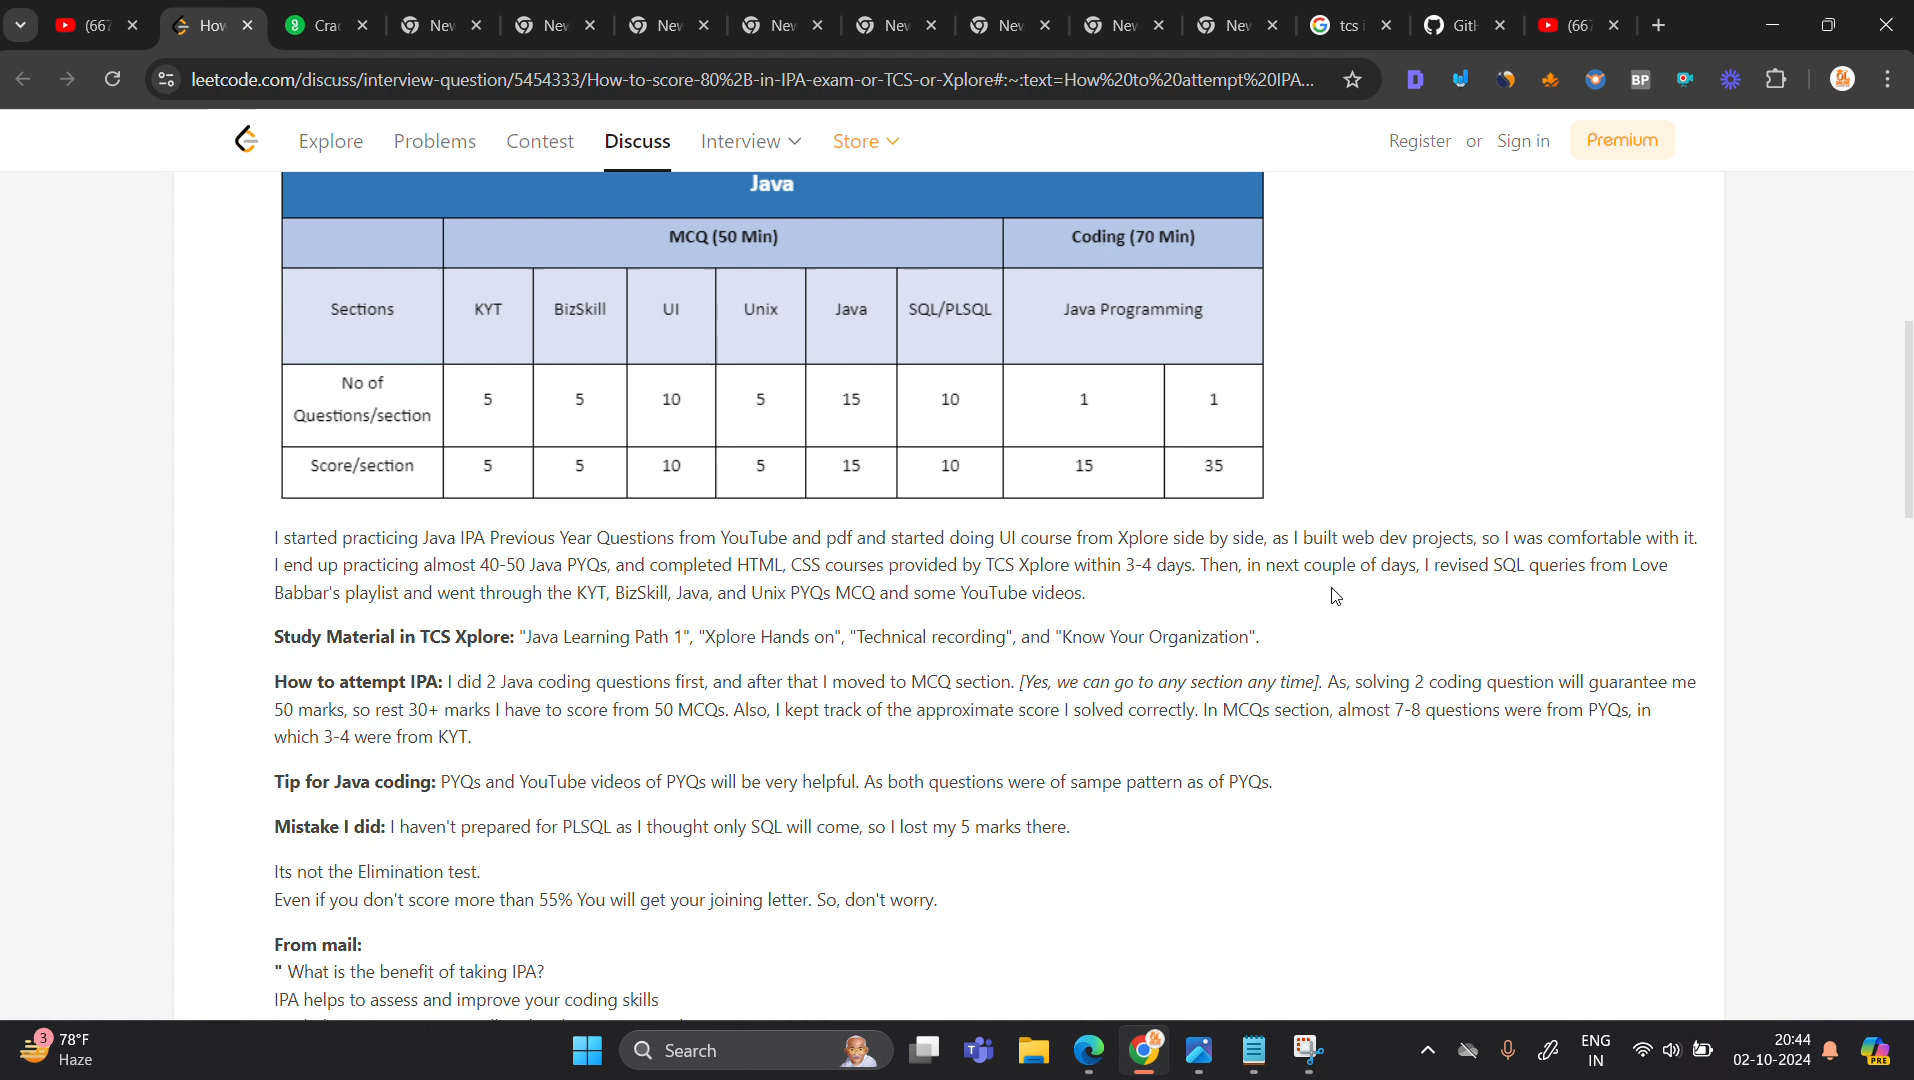 (667
How
Crac
New
New
New
New
New
New
New
New
tcs i
GitH
(667
leetcode.com/discuss/interview-question/5454333/How-to-score-80%2B-in-IPA-exam-or-TCS-or-Xplore#:~:text=How%20to%20attempt%20IPA...
BP
Explore
Problems
Contest
Discuss
Interview
Store
Register or Sign in
Premium
Java
MCQ (50 Min) Coding (70 Min)
Sections KYT BizSkill UI Unix Java SQL/PLSQL Java Programming
No of
Questions/section 5 5 10 5 15 10 1 1
Score/section 5 5 10 5 15 10 15 35
I started practicing Java IPA Previous Year Questions from YouTube and pdf and started doing UI course from Xplore side by side, as I built web dev projects, so I was comfortable with it.
I end up practicing almost 40-50 Java PYQs, and completed HTML, CSS courses provided by TCS Xplore within 3-4 days. Then, in next couple of days, I revised SQL queries from Love
Babbar's playlist and went through the KYT, BizSkill, Java, and Unix PYQs MCQ and some YouTube videos.
Study Material in TCS Xplore: "Java Learning Path 1", "Xplore Hands on", "Technical recording", and "Know Your Organization".
How to attempt IPA: I did 2 Java coding questions first, and after that I moved to MCQ section. [Yes, we can go to any section any time]. As, solving 2 coding question will guarantee me
50 marks, so rest 30+ marks I have to score from 50 MCQs. Also, I kept track of the approximate score I solved correctly. In MCQs section, almost 7-8 questions were from PYQs, in
which 3-4 were from KYT.
Tip for Java coding: PYQs and YouTube videos of PYQs will be very helpful. As both questions were of sampe pattern as of PYQs.
Mistake I did: I haven't prepared for PLSQL as I thought only SQL will come, so I lost my 5 marks there.
Its not the Elimination test.
Even if you don't score more than 55% You will get your joining letter. So, don't worry.
From mail:
" What is the benefit of taking IPA?
IPA helps to assess and improve your coding skills
3
78°F
Haze
Search
ENG
IN
20:44
02-10-2024
PRE